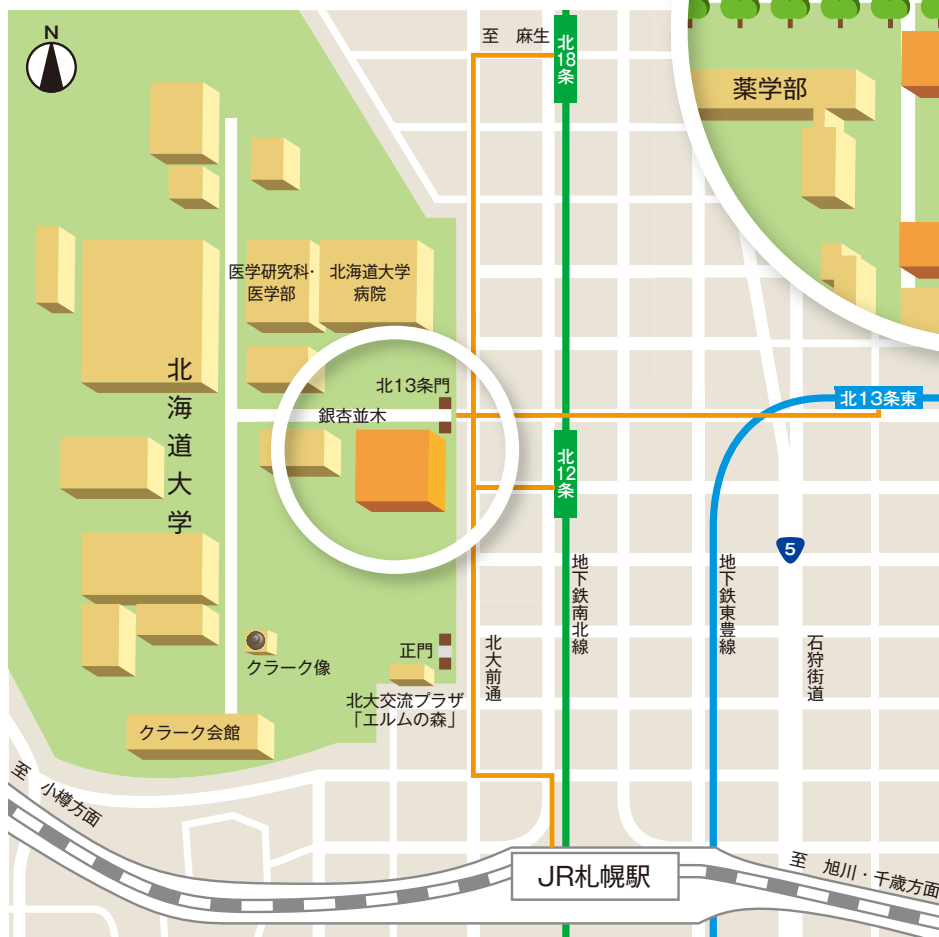 N
至 麻生
北18条
薬学部
医学研究科・
医学部
北海道大学
病院
北海道大学
北13条門
銀杏並木
北13条東
北12条
5
地下鉄南北線
地下鉄東豊線
石狩街道
北大前通
正門
クラーク像
北大交流プラザ
「エルムの森」
クラーク会館
至 小樽方面
JR札幌駅
至 旭川・千歳方面